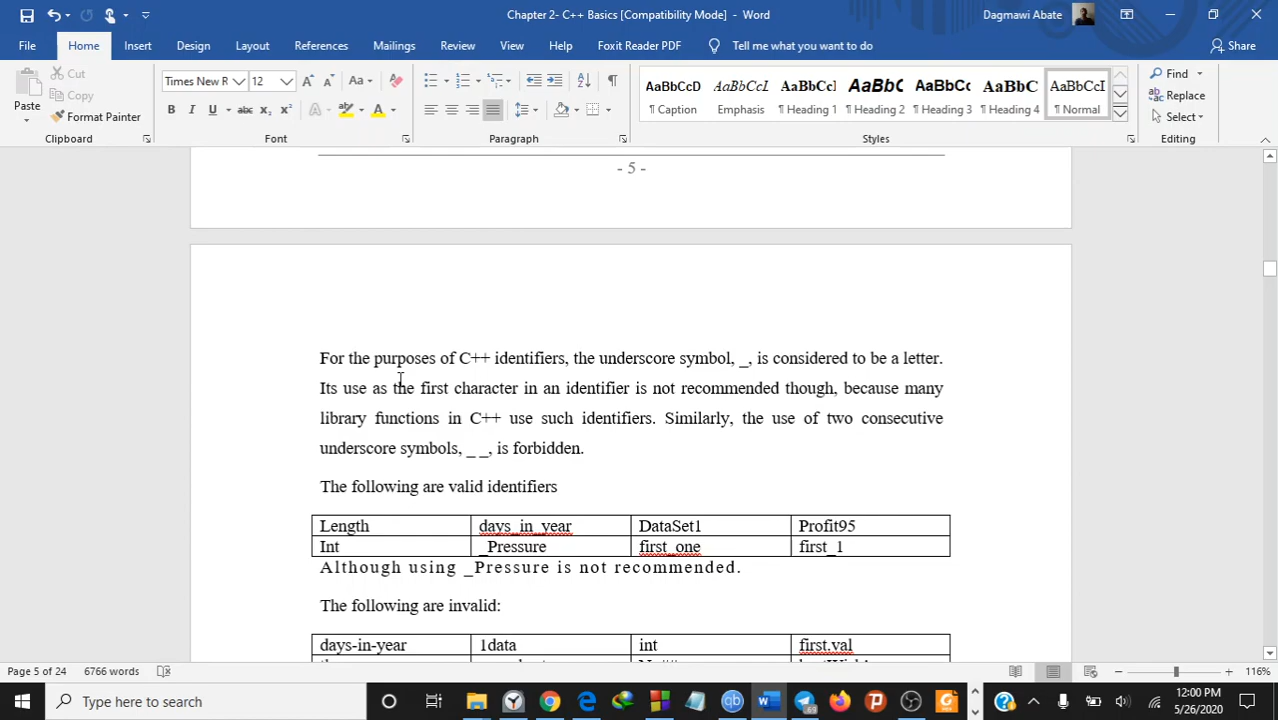 Chapter 2- C++ Basics [Compatibility Mode] - Word
Dagmawi Abate
File Home Insert Design Layout References Mailings Review View Help Foxit Reader PDF Tell me what you want to do Share
Paste
Cut
Copy
Format Painter
Clipboard
Times New R 12
Font
Paragraph
AaBbCcD AaBbCcI AaBbCcI AaBbC AaBbCc AaBbC AaBbCcI
¶ Caption Emphasis ¶ Heading 1 ¶ Heading 2 ¶ Heading 3 ¶ Heading 4 ¶ Normal
Styles
Find
Replace
Select
Editing
- 5 -
For the purposes of C++ identifiers, the underscore symbol, _, is considered to be a letter.
Its use as the first character in an identifier is not recommended though, because many
library functions in C++ use such identifiers. Similarly, the use of two consecutive
underscore symbols, _ _, is forbidden.
The following are valid identifiers
Length days_in_year DataSet1 Profit95
Int _Pressure first_one first_1
Although using _Pressure is not recommended.
The following are invalid:
days-in-year 1data int first.val
Page 5 of 24 6766 words 116%
Type here to search
12:00 PM
5/26/2020